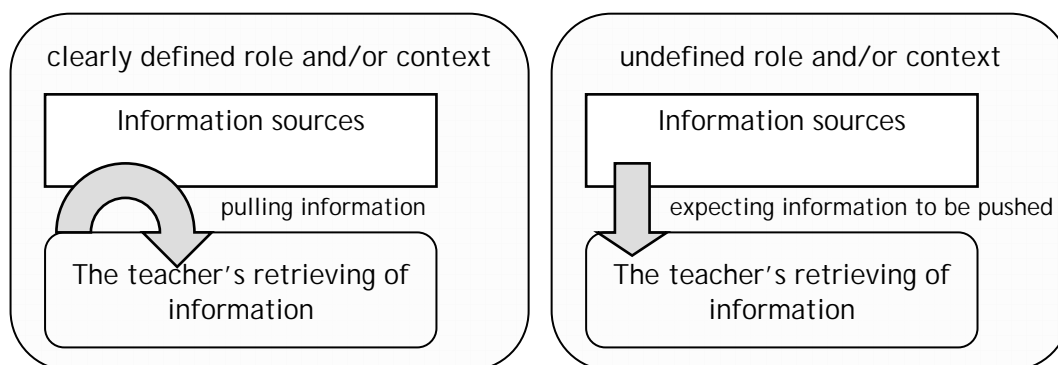 clearly defined role and/or context
Information sources
pulling information
The teacher's retrieving of
information
undefined role and/or context
Information sources
expecting information to be pushed
The teacher's retrieving of
information